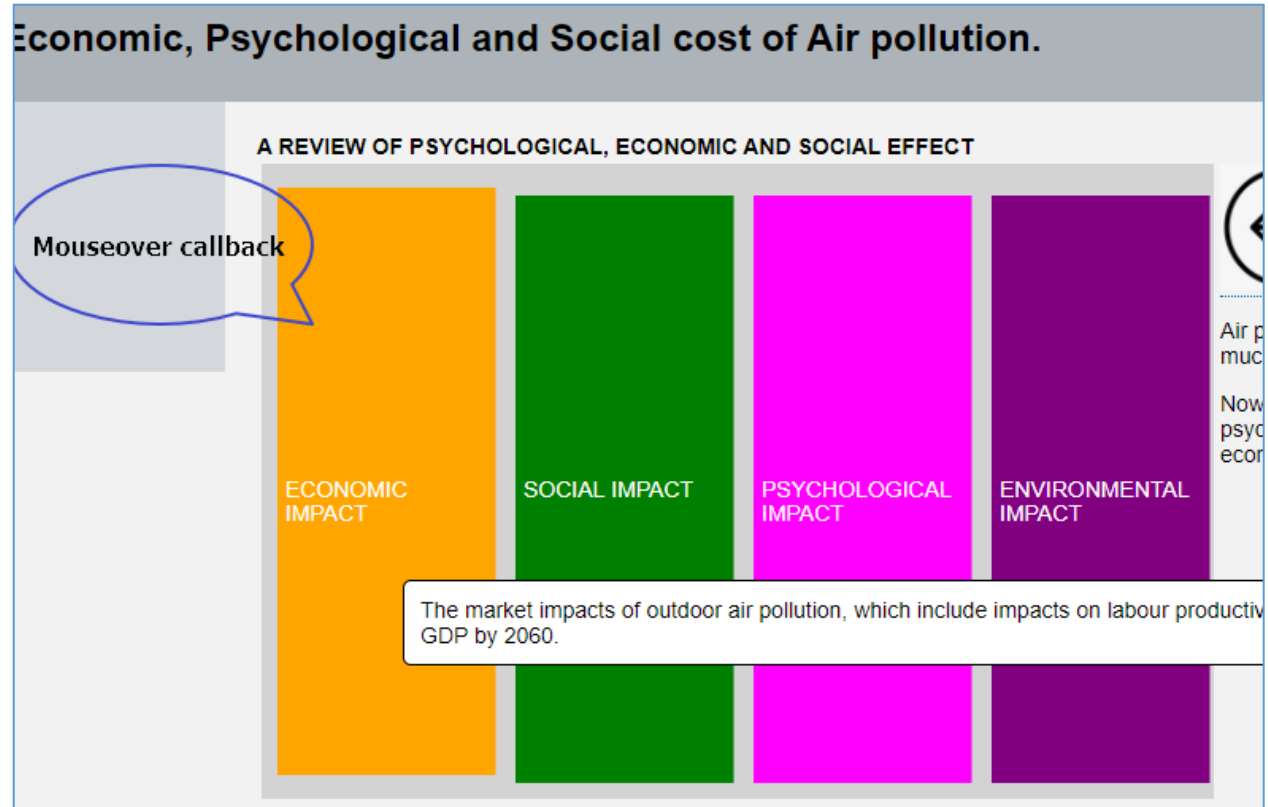 Economic, Psychological and Social cost of Air pollution.
A REVIEW OF PSYCHOLOGICAL, ECONOMIC AND SOCIAL EFFECT
Mouseover callback
ECONOMIC
IMPACT
SOCIAL IMPACT
PSYCHOLOGICAL
IMPACT
ENVIRONMENTAL
IMPACT
The market impacts of outdoor air pollution, which include impacts on labour
GDP by 2060.
Air
Now